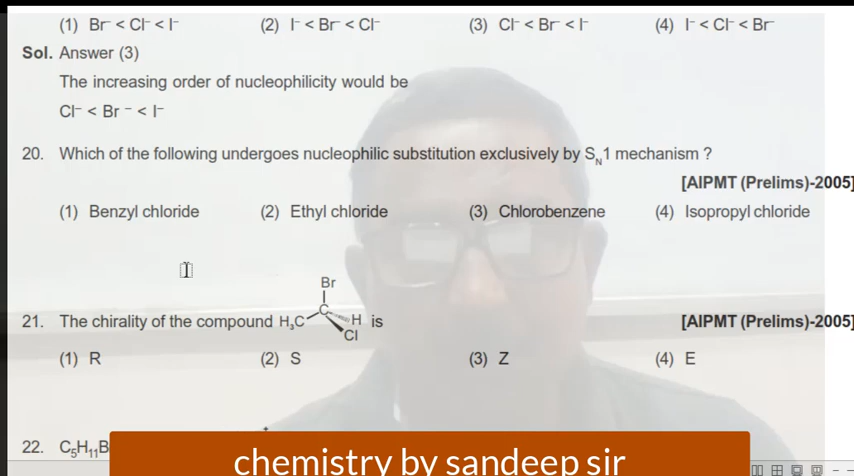 (1) Br⁻ < Cl⁻ < I⁻ (2) I⁻ < Br⁻ < Cl⁻ (3) Cl⁻ < Br⁻ < I⁻ (4) I⁻ < Cl⁻ < Br⁻
Sol. Answer (3)
The increasing order of nucleophilicity would be
Cl⁻ < Br ⁻ < I⁻
20. Which of the following undergoes nucleophilic substitution exclusively by SN1 mechanism ?
[AIPMT (Prelims)-2005]
(1) Benzyl chloride (2) Ethyl chloride (3) Chlorobenzene (4) Isopropyl chloride
Br
21. The chirality of the compound H₃C C H is [AIPMT (Prelims)-2005]
Cl
(1) R (2) S (3) Z (4) E
22. C₅H₁₁B
chemistry by sandeep sir